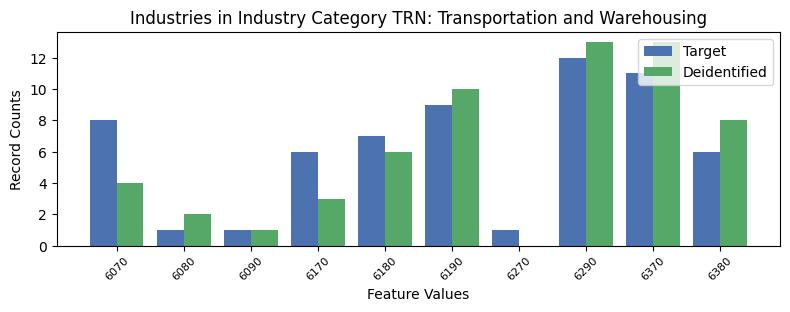 Industries in Industry Category TRN: Transportation and Warehousing
Target
Deidentified
Record Counts
12
10
8
6
4
2
0
6070 6080 6090 6170 6180 6190 6270 6290 6370 6380
Feature Values